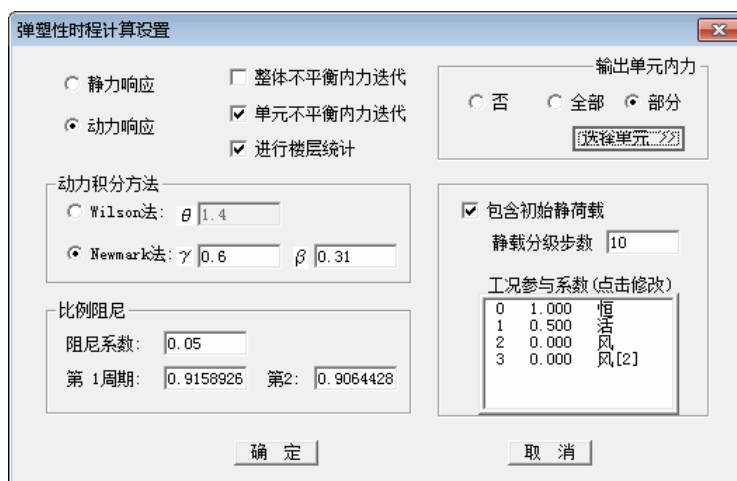 弹塑性时程计算设置
静力响应
动力响应
整体不平衡内力迭代
单元不平衡内力迭代
进行楼层统计
输出单元内力
否 全部 部分
选择单元 >>
动力积分方法
Wilson法: θ 1.4
Newmark法: γ 0.6 β 0.31
比例阻尼
阻尼系数: 0.05
第 1周期: 0.9158926 第2: 0.9064428
包含初始静荷载
静载分级步数 10
工况参与系数(点击修改)
0 1.000 恒
1 0.500 活
2 0.000 风
3 0.000 风[2]
确 定
取 消